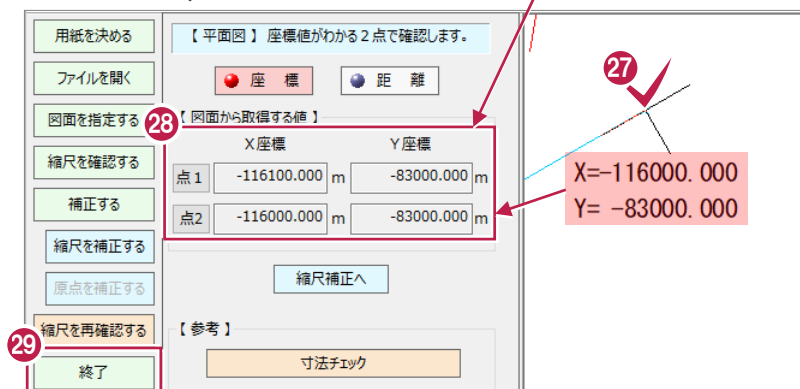 用紙を決める
ファイルを開く
図面を指定する
縮尺を確認する
補正する
縮尺を補正する
原点を補正する
縮尺を再確認する
29
終了
【 平面図 】 座標値がわかる2点で確認します。
座 標
距 離
28
【 図面から取得する値 】
X座標 Y座標
点1 -116100.000 m -83000.000 m
点2 -116000.000 m -83000.000 m
縮尺補正へ
【 参考 】
寸法チェック
27
X=-116000.000
Y= -83000.000